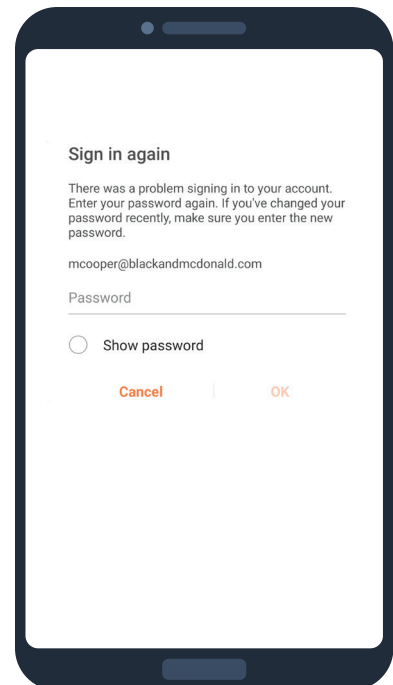 Sign in again
There was a problem signing in to your account.
Enter your password again. If you've changed your
password recently, make sure you enter the new
password.
mcooper@blackandmcdonald.com
Password
Show password
Cancel
OK